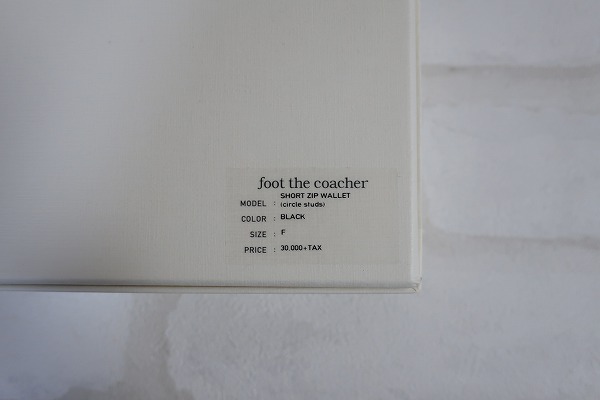 foot the coacher
MODEL : SHORT ZIP WALLET
(circle studs)
COLOR : BLACK
SIZE : F
PRICE : 30,000+TAX